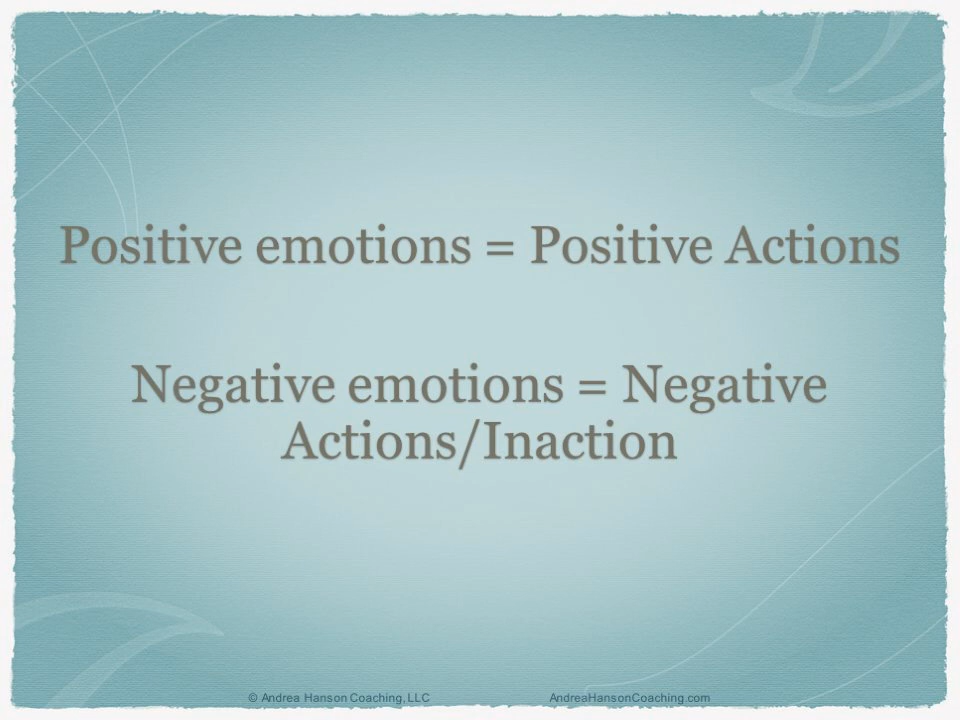 Positive emotions = Positive Actions
Negative emotions = Negative
Actions/Inaction
© Andrea Hanson Coaching, LLC AndreaHansonCoaching.com